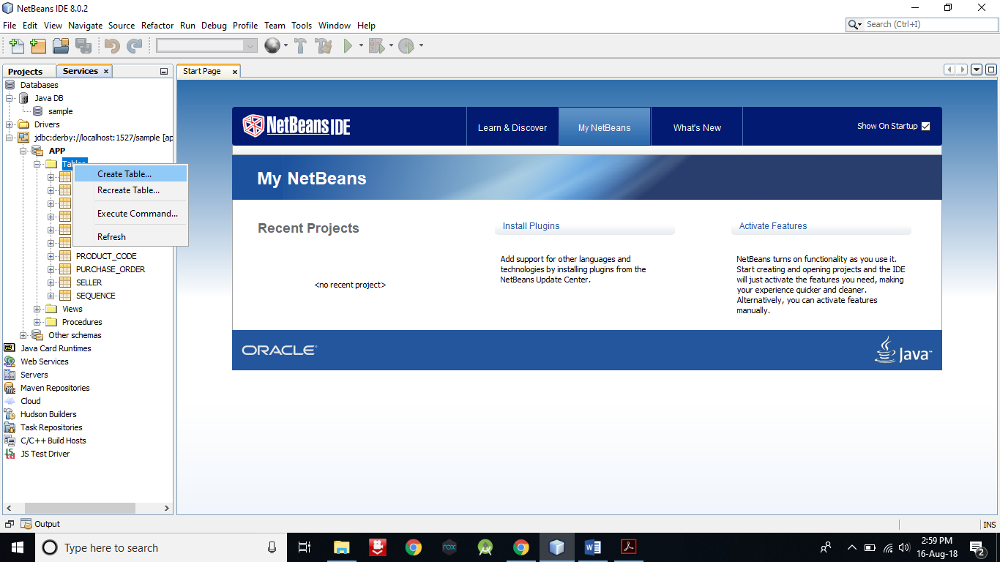 NetBeans IDE 8.0.2
File Edit View Navigate Source Refactor Run Debug Profile Team Tools Window Help
Search (Ctrl+I)
Projects
Services
Start Page
Databases
Java DB
sample
Drivers
jdbc:derby://localhost:1527/sample [ap
APP
Create Table...
Recreate Table...
Execute Command...
Refresh
PRODUCT_CODE
PURCHASE_ORDER
SELLER
SEQUENCE
Views
Procedures
Other schemas
Java Card Runtimes
Web Services
Servers
Maven Repositories
Cloud
Hudson Builders
Task Repositories
C/C++ Build Hosts
JS Test Driver
NetBeans IDE
Learn & Discover
My NetBeans
What's New
Show On Startup
My NetBeans
Recent Projects
<no recent project>
Install Plugins
Add support for other languages and
technologies by installing plugins from the
NetBeans Update Center.
Activate Features
NetBeans turns on functionality as you use it.
Start creating and opening projects and the IDE
will just activate the features you need, making
your experience quicker and cleaner.
Alternatively, you can activate features
manually.
ORACLE
Java
Output
INS
Type here to search
nox
2:59 PM
16-Aug-18
2